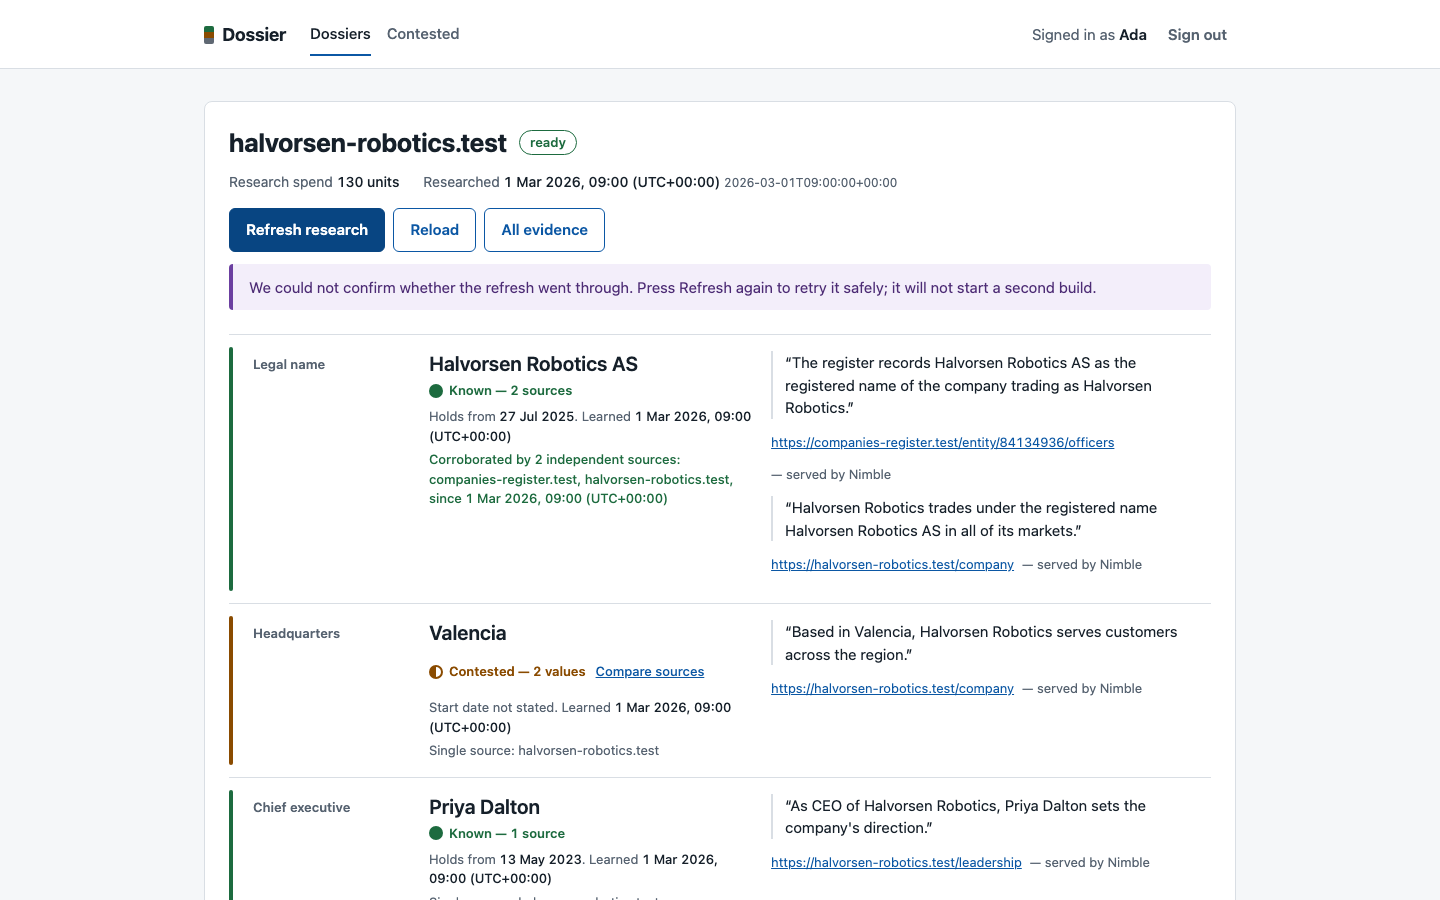 Dossier
Dossiers
Contested
Signed in as Ada
Sign out
halvorsen-robotics.test
ready
Research spend 130 units
Researched 1 Mar 2026, 09:00 (UTC+00:00) 2026-03-01T09:00:00+00:00
Refresh research
Reload
All evidence
We could not confirm whether the refresh went through. Press Refresh again to retry it safely; it will not start a second build.
Legal name
Halvorsen Robotics AS
Known — 2 sources
Holds from 27 Jul 2025. Learned 1 Mar 2026, 09:00
(UTC+00:00)
Corroborated by 2 independent sources:
companies-register.test, halvorsen-robotics.test,
since 1 Mar 2026, 09:00 (UTC+00:00)
“The register records Halvorsen Robotics AS as the
registered name of the company trading as Halvorsen
Robotics.”
https://companies-register.test/entity/84134936/officers
— served by Nimble
“Halvorsen Robotics trades under the registered name
Halvorsen Robotics AS in all of its markets.”
https://halvorsen-robotics.test/company — served by Nimble
Headquarters
Valencia
Contested — 2 values Compare sources
Start date not stated. Learned 1 Mar 2026, 09:00
(UTC+00:00)
Single source: halvorsen-robotics.test
“Based in Valencia, Halvorsen Robotics serves customers
across the region.”
https://halvorsen-robotics.test/company — served by Nimble
Chief executive
Priya Dalton
Known — 1 source
Holds from 13 May 2023. Learned 1 Mar 2026,
09:00 (UTC+00:00)
“As CEO of Halvorsen Robotics, Priya Dalton sets the
company's direction.”
https://halvorsen-robotics.test/leadership — served by Nimble